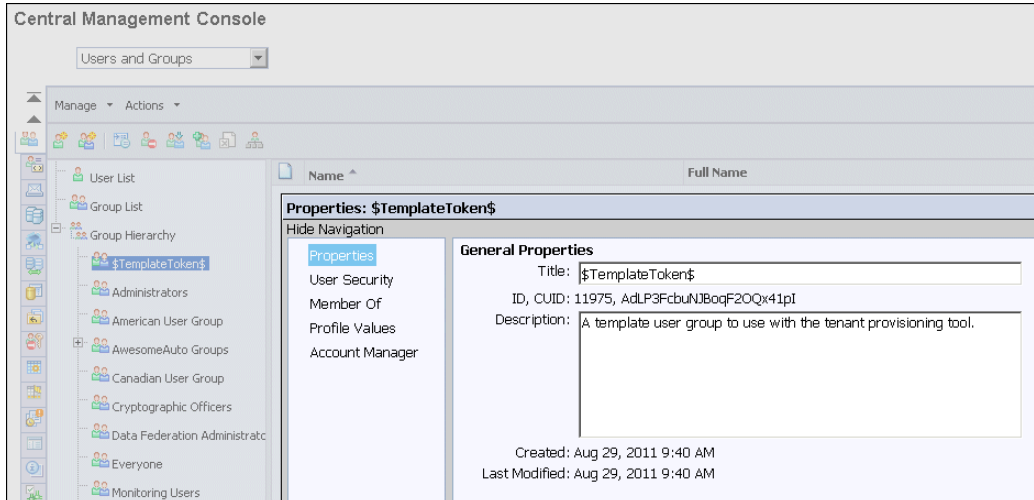 Central Management Console
Users and Groups
Manage Actions
Name Full Name
User List
Group List
Group Hierarchy
$TemplateToken$
Administrators
American User Group
AwesomeAuto Groups
Canadian User Group
Cryptographic Officers
Data Federation Administratc
Everyone
Monitoring Users
Properties: $TemplateToken$
Hide Navigation
Properties
User Security
Member Of
Profile Values
Account Manager
General Properties
Title: $TemplateToken$
ID, CUID: 11975, AdLP3FcbuNJBoqF2OQx41pI
Description: A template user group to use with the tenant provisioning tool.
Created: Aug 29, 2011 9:40 AM
Last Modified: Aug 29, 2011 9:40 AM